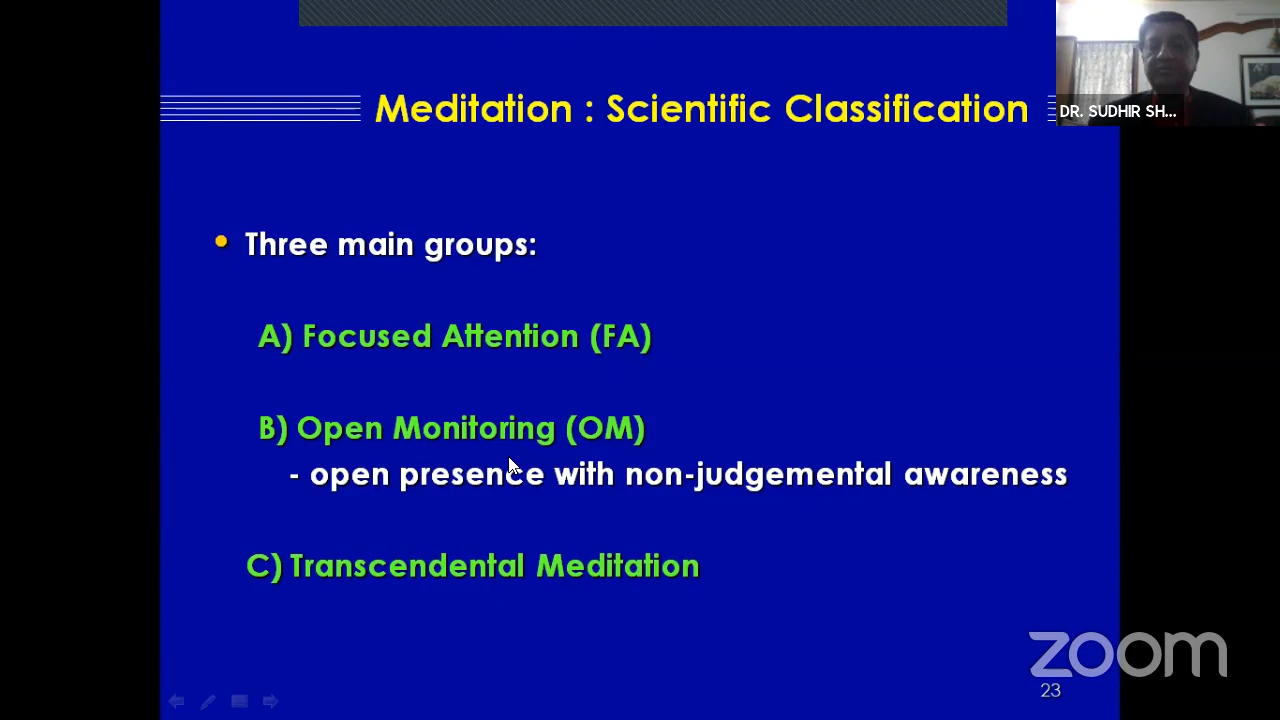 DR. SUDHIR SH...
Meditation : Scientific Classification
• Three main groups:
A) Focused Attention (FA)
B) Open Monitoring (OM)
- open presence with non-judgemental awareness
C) Transcendental Meditation
zoom
23